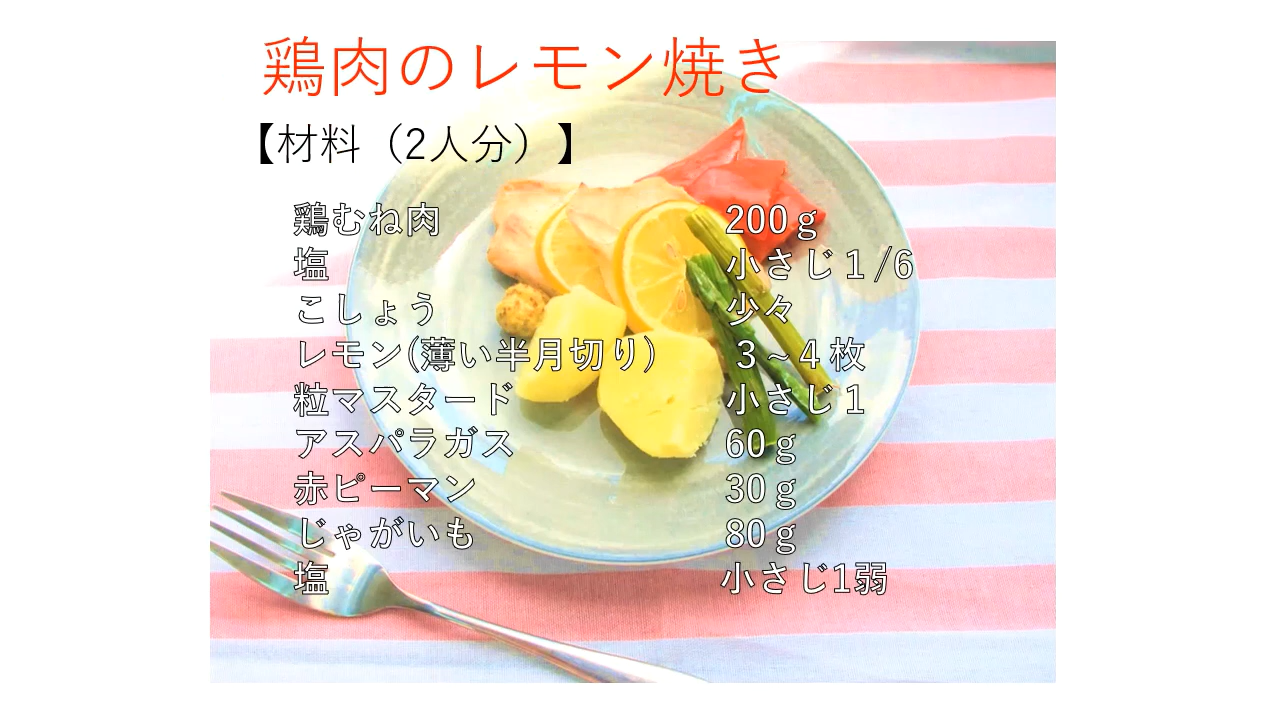 鶏肉のレモン焼き
【材料（2人分）】
鶏むね肉 200ｇ
塩 小さじ１/6
こしょう 少々
レモン(薄い半月切り) ３~４枚
粒マスタード 小さじ１
アスパラガス 60ｇ
赤ピーマン 30ｇ
じゃがいも 80ｇ
塩 小さじ1弱